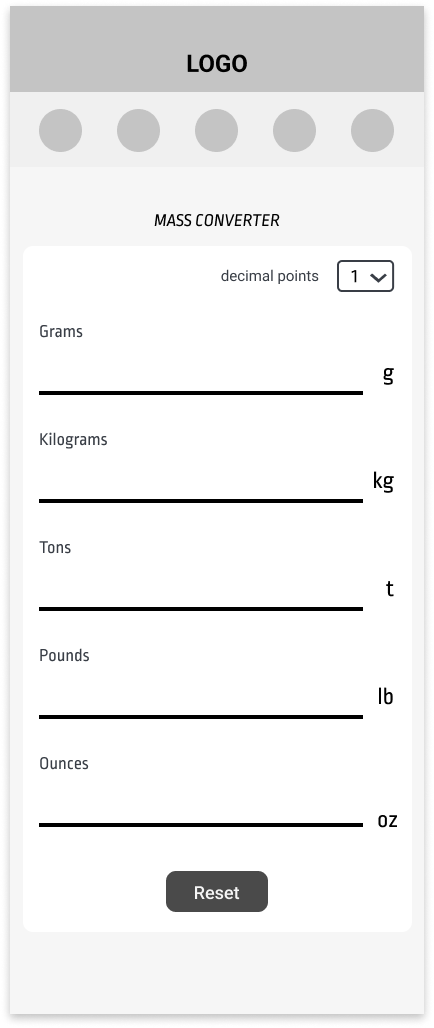 LOGO
MASS CONVERTER
decimal points 1
Grams
g
Kilograms
kg
Tons
t
Pounds
lb
Ounces
oz
Reset